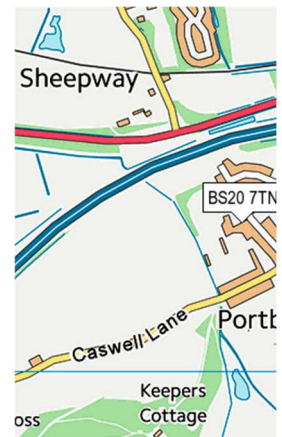 Sheepway
BS20 7TN
Portb
Caswell Lane
Keepers
Cottage
oss